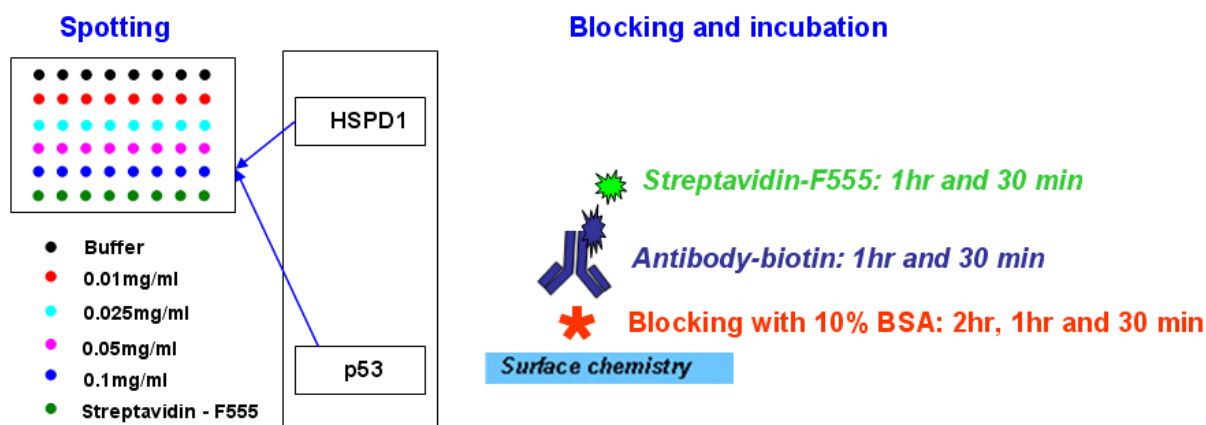 Spotting
HSPD1
p53
Buffer
0.01mg/ml
0.025mg/ml
0.05mg/ml
0.1mg/ml
Streptavidin - F555
Blocking and incubation
Streptavidin-F555: 1hr and 30 min
Antibody-biotin: 1hr and 30 min
Blocking with 10% BSA: 2hr, 1hr and 30 min
Surface chemistry